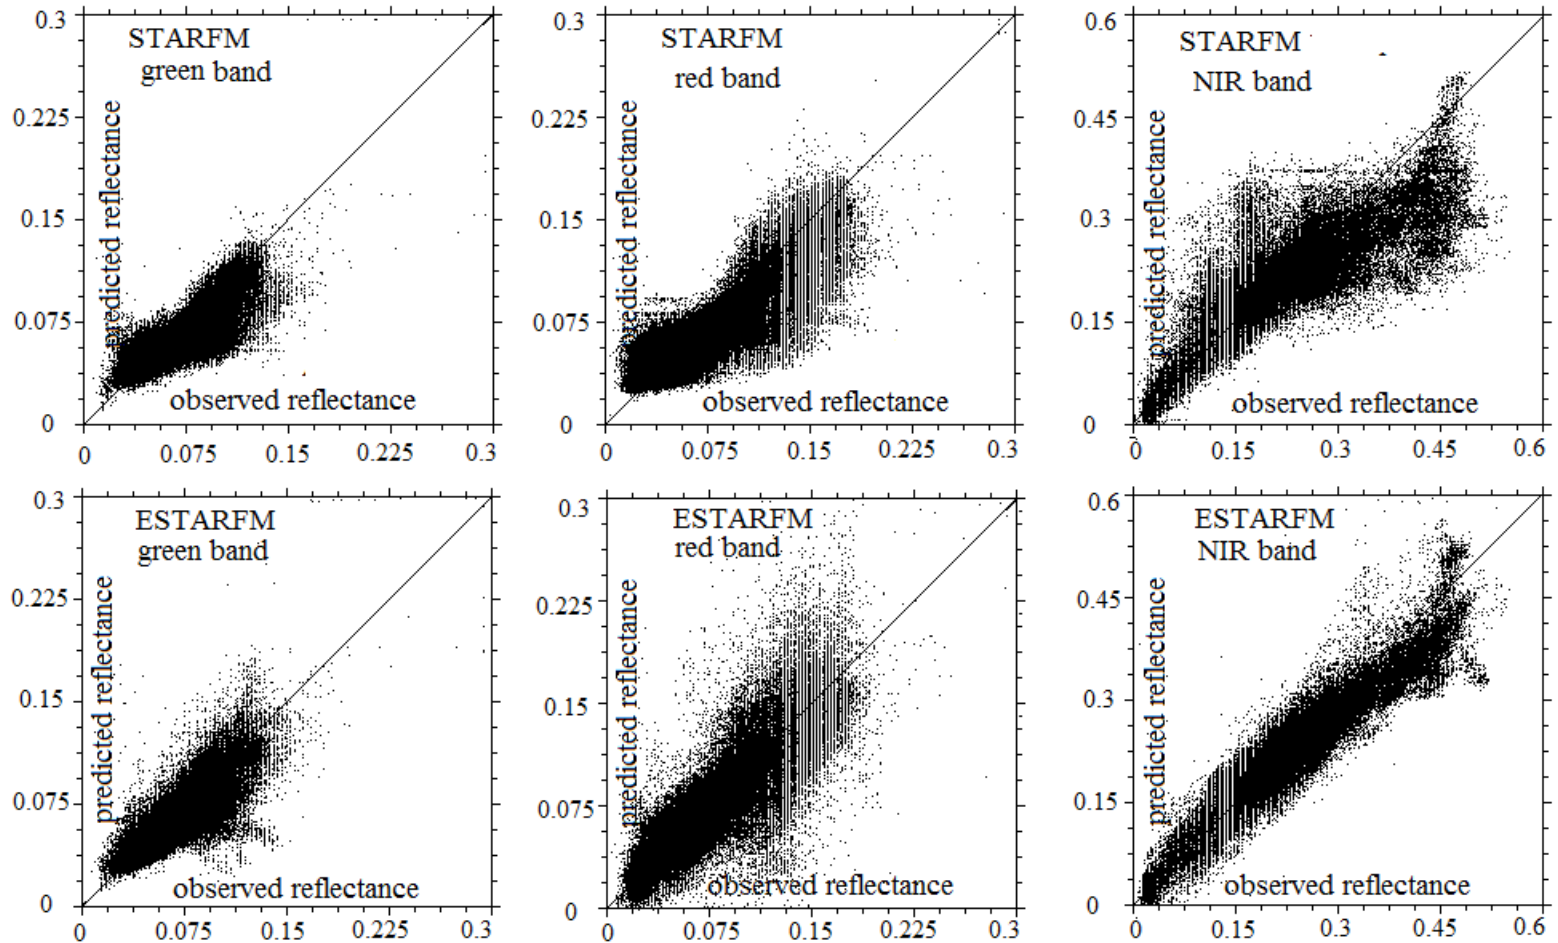 0.3
STARFM
green band
0.225
predicted reflectance
0.15
0.075
observed reflectance
0
0 0.075 0.15 0.225 0.3
0.3
STARFM
red band
0.225
predicted reflectance
0.15
0.075
observed reflectance
0
0 0.075 0.15 0.225 0.3
0.6
STARFM
NIR band
0.45
predicted reflectance
0.3
0.15
observed reflectance
0
0 0.15 0.3 0.45 0.6
0.3
ESTARFM
green band
0.225
predicted reflectance
0.15
0.075
observed reflectance
0
0 0.075 0.15 0.225 0.3
0.3
ESTARFM
red band
0.225
predicted reflectance
0.15
0.075
observed reflectance
0
0 0.075 0.15 0.225 0.3
0.6
ESTARFM
NIR band
0.45
predicted reflectance
0.3
0.15
observed reflectance
0
0 0.15 0.3 0.45 0.6